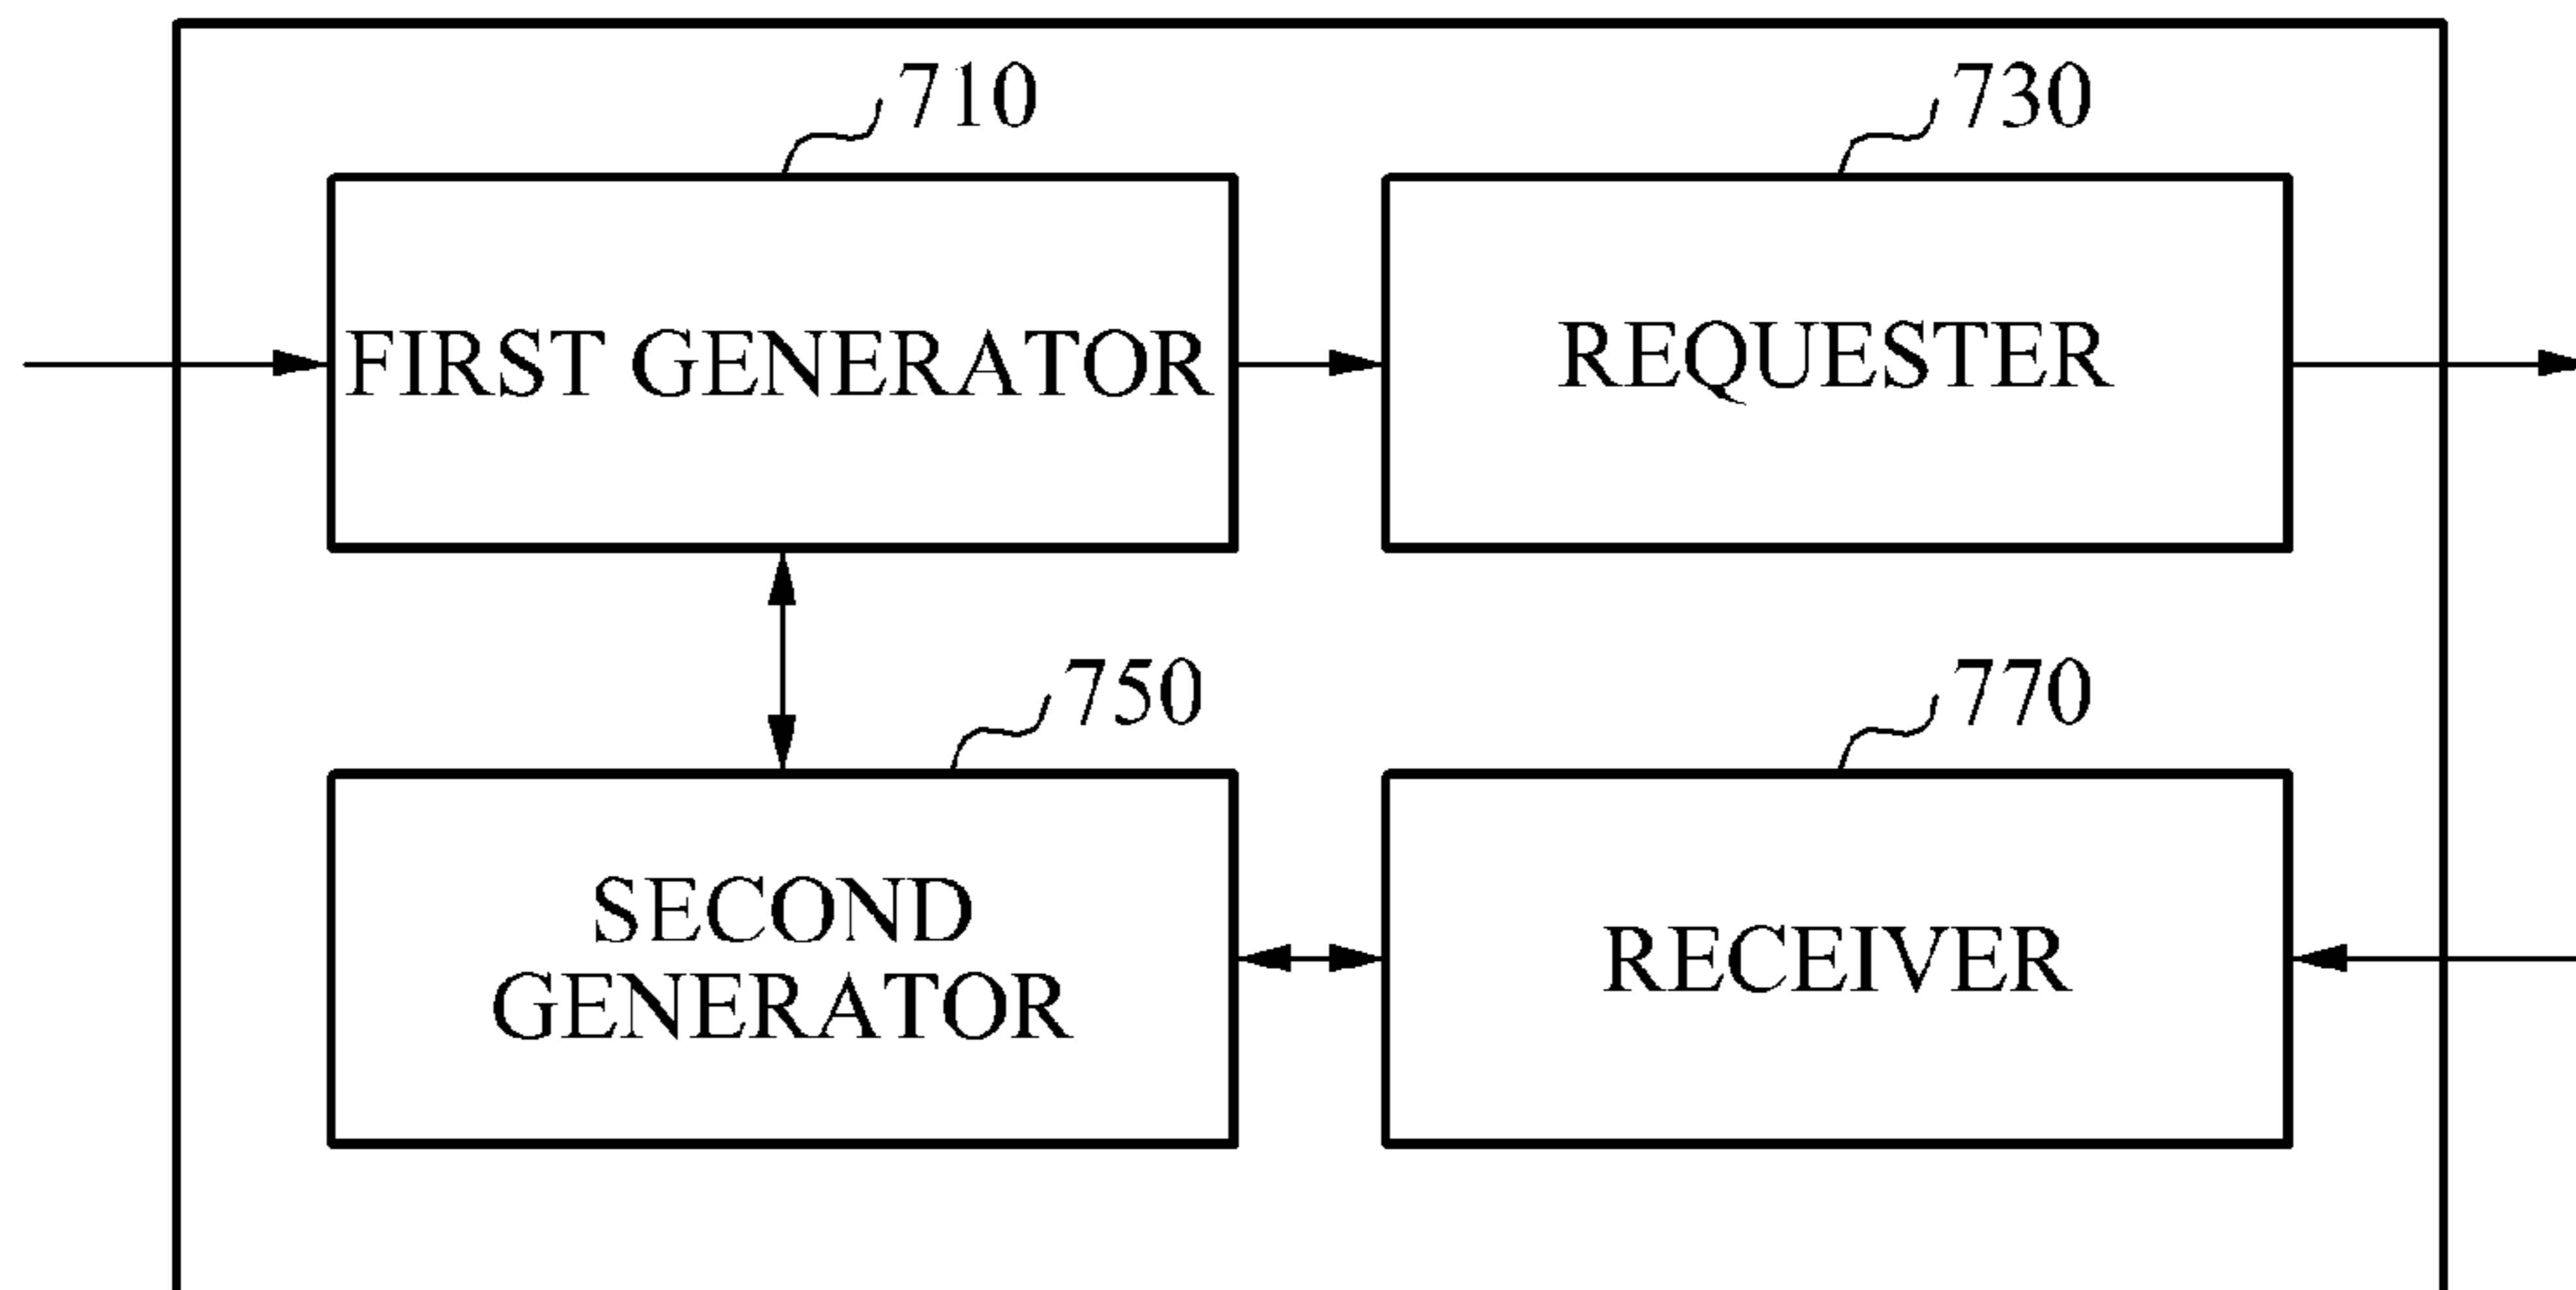 710
730
FIRST GENERATOR
REQUESTER
750
770
SECOND
GENERATOR
RECEIVER